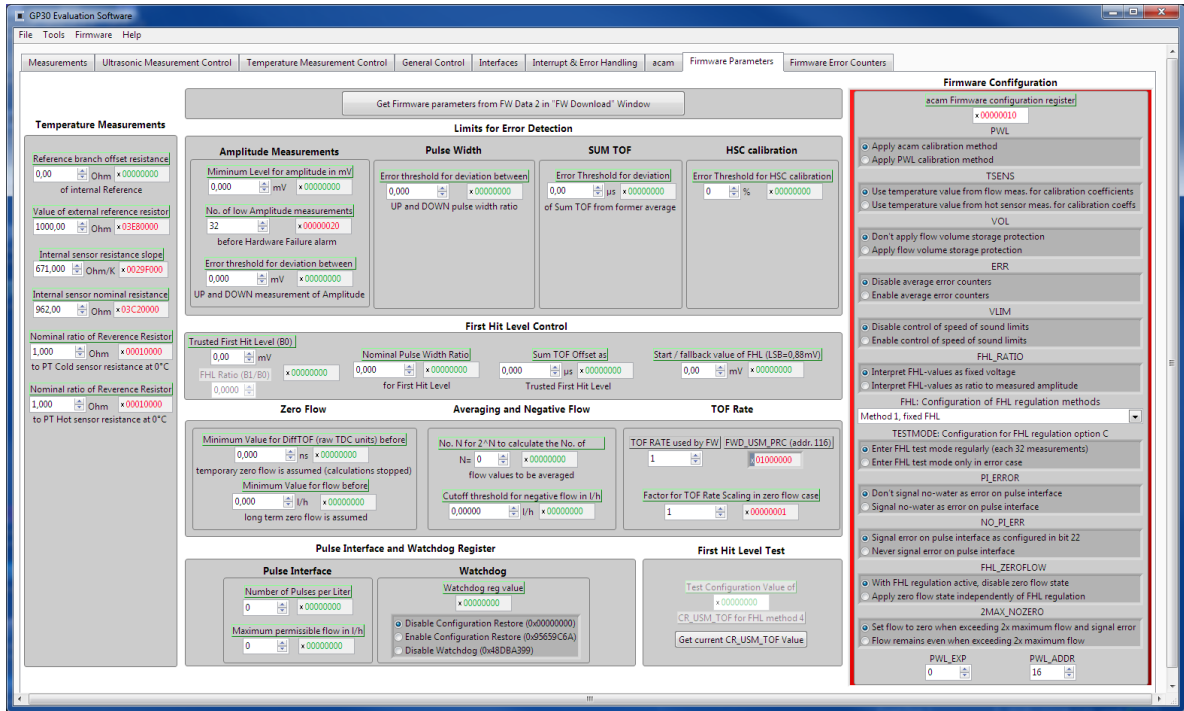 GP30 Evaluation Software
File Tools Firmware Help
Measurements Ultrasonic Measurement Control Temperature Measurement Control General Control Interfaces Interrupt & Error Handling acam Firmware Parameters Firmware Error Counters
Get Firmware parameters from FW Data 2 in "FW Download" Window
Temperature Measurements
Reference branch offset resistance
0,00 Ohm x 00000000
of internal Reference
Value of external reference resistor
1000,00 Ohm x 03E80000
Internal sensor resistance slope
671,000 Ohm/K x 0029F000
Internal sensor nominal resistance
962,00 Ohm x 03C20000
Nominal ratio of Reverence Resistor
1,000 Ohm x 00010000
to PT Cold sensor resistance at 0°C
Nominal ratio of Reverence Resistor
1,000 Ohm x 00010000
to PT Hot sensor resistance at 0°C
Limits for Error Detection
Amplitude Measurements
Miminum Level for amplitude in mV
0,000 mV x 00000000
No. of low Amplitude measurements
32 x 00000020
before Hardware Failure alarm
Error threshold for deviation between
0,000 mV x 00000000
UP and DOWN measurement of Amplitude
Pulse Width
Error threshold for deviation between
0,000 x 00000000
UP and DOWN pulse width ratio
SUM TOF
Error Threshold for deviation
0,00 µs x 00000000
of Sum TOF from former average
HSC calibration
Error Threshold for HSC calibration
0 % x 00000000
First Hit Level Control
Trusted First Hit Level (B0)
0,00 mV
FHL Ratio (B1/B0)
0,0000
x 00000000
Nominal Pulse Width Ratio
0,000 x 00000000
for First Hit Level
Sum TOF Offset as
0,000 µs x 00000000
Trusted First Hit Level
Start / fallback value of FHL (LSB=0,88mV)
0,00 mV x 00000000
Zero Flow
Minimum Value for DiffTOF (raw TDC units) before
0,000 ns x 00000000
temporary zero flow is assumed (calculations stopped)
Minimum Value for flow before
0,000 l/h x 00000000
long term zero flow is assumed
Averaging and Negative Flow
No. N for 2^N to calculate the No. of
N= 0 x 00000000
flow values to be averaged
Cutoff threshold for negative flow in l/h
0,00000 l/h x 00000000
TOF Rate
TOF RATE used by FW FWD_USM_PRC (addr. 116)
1 x 01000000
Factor for TOF Rate Scaling in zero flow case
1 x 00000001
Pulse Interface and Watchdog Register
Pulse Interface
Number of Pulses per Liter
0 x 00000000
Maximum permissible flow in l/h
0 x 00000000
Watchdog
Watchdog reg value
x 00000000
Disable Configuration Restore (0x00000000)
Enable Configuration Restore (0x95659C6A)
Disable Watchdog (0x48DBA399)
First Hit Level Test
Test Configuration Value of
x 00000000
CR_USM_TOF for FHL method 4
Get current CR_USM_TOF Value
Firmware Confifguration
acam Firmware configuration register
x 00000010
PWL
Apply acam calibration method
Apply PWL calibration method
TSENS
Use temperature value from flow meas. for calibration coefficients
Use temperature value from hot sensor meas. for calibration coeffs
VOL
Don't apply flow volume storage protection
Apply flow volume storage protection
ERR
Disable average error counters
Enable average error counters
VLIM
Disable control of speed of sound limits
Enable control of speed of sound limits
FHL_RATIO
Interpret FHL-values as fixed voltage
Interpret FHL-values as ratio to measured amplitude
FHL: Configuration of FHL regulation methods
Method 1, fixed FHL
TESTMODE: Configuration for FHL regulation option C
Enter FHL test mode regularly (each 32 measurements)
Enter FHL test mode only in error case
PI_ERROR
Don't signal no-water as error on pulse interface
Signal no-water as error on pulse interface
NO_PI_ERR
Signal error on pulse interface as configured in bit 22
Never signal error on pulse interface
FHL_ZEROFLOW
With FHL regulation active, disable zero flow state
Apply zero flow state independently of FHL regulation
2MAX_NOZERO
Set flow to zero when exceeding 2x maximum flow and signal error
Flow remains even when exceeding 2x maximum flow
PWL_EXP PWL_ADDR
0 16